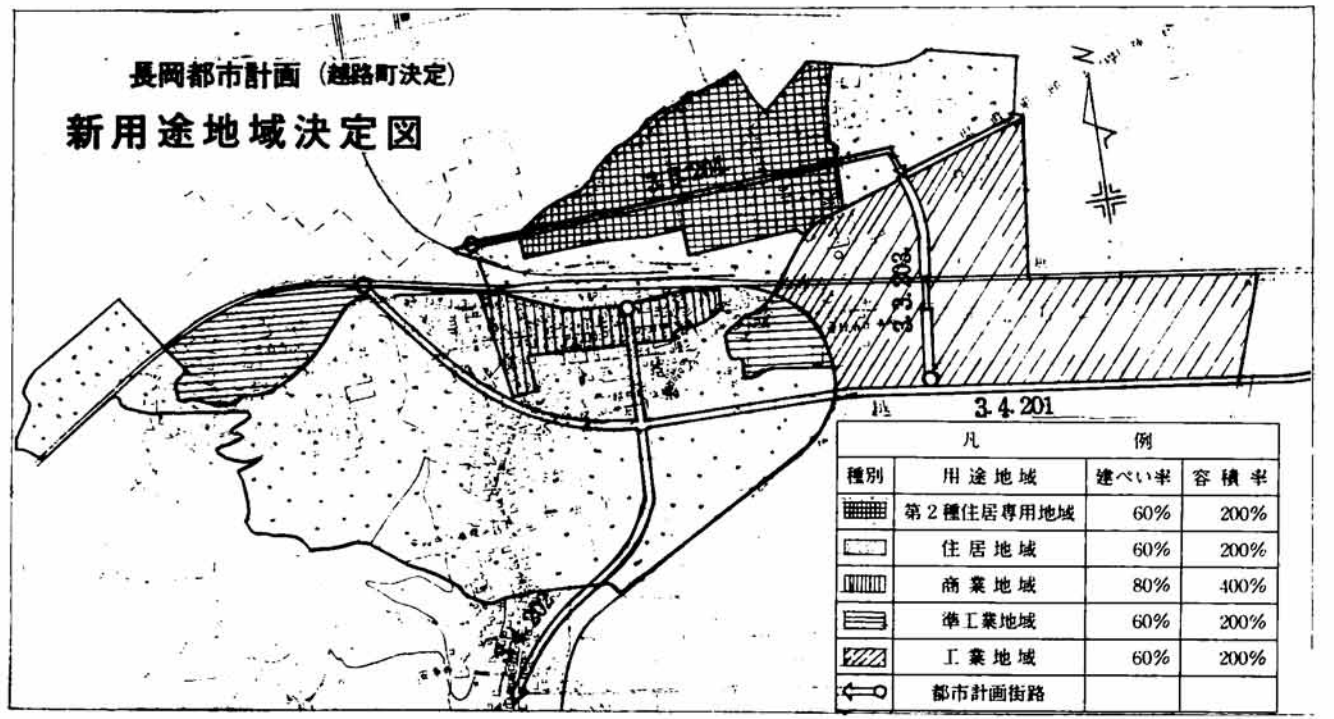 長岡都市計画（越路町決定）
新用途地域決定図
N
3.3.203
3.4.201
凡例
種別 用途地域 建ぺい率 容積率
第2種住居専用地域 60% 200%
住居地域 60% 200%
商業地域 80% 400%
準工業地域 60% 200%
工業地域 60% 200%
都市計画街路